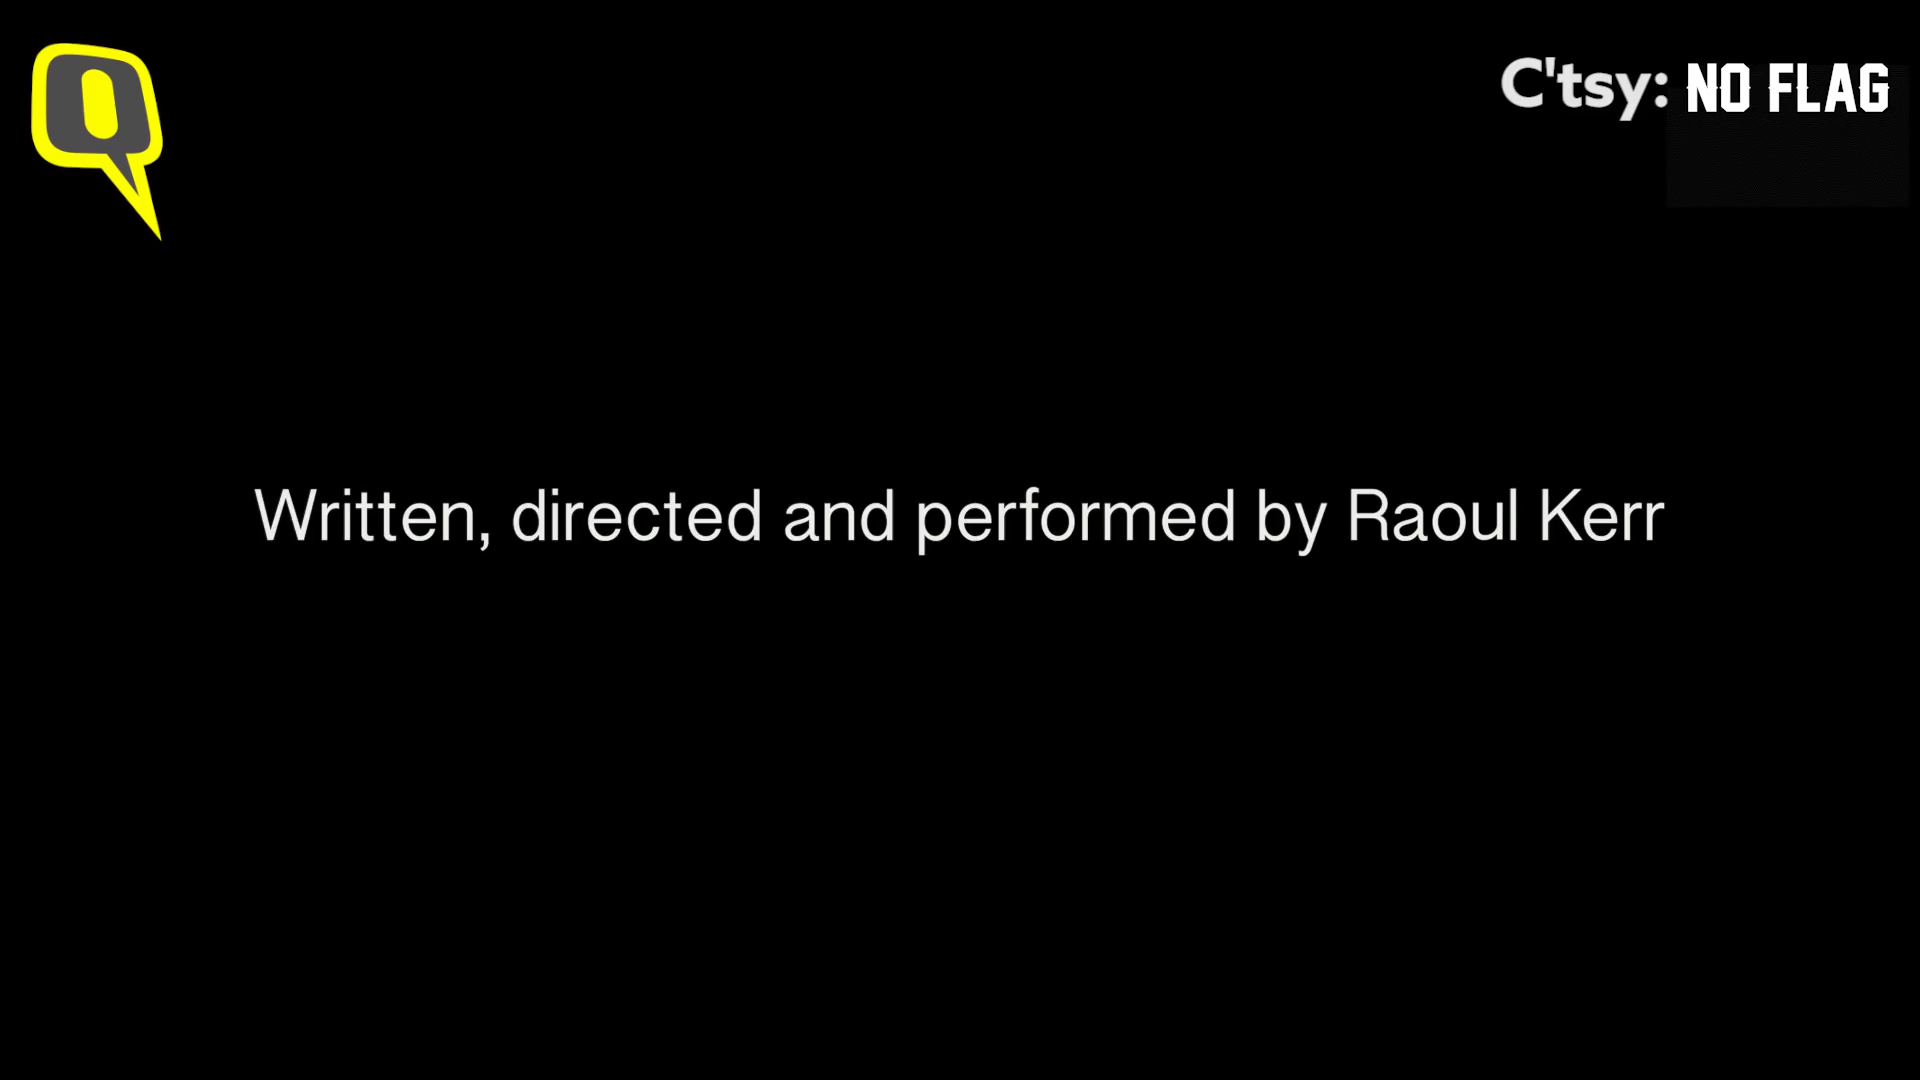 Q
C'tsy: NO FLAG
Written, directed and performed by Raoul Kerr